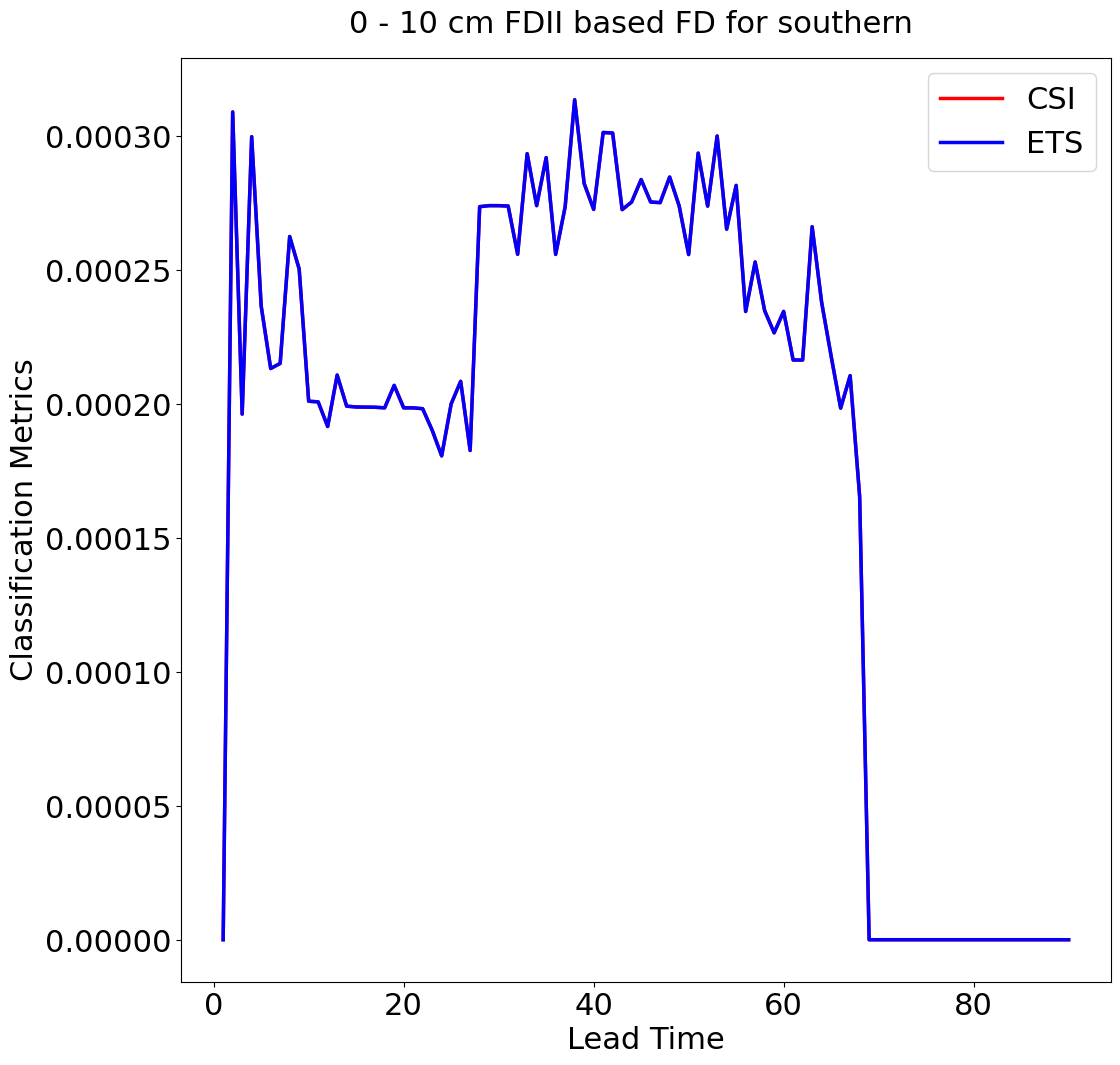 0 - 10 cm FDII based FD for southern
CSI
ETS
Classification Metrics
0.00030
0.00025
0.00020
0.00015
0.00010
0.00005
0.00000
0 20 40 60 80
Lead Time